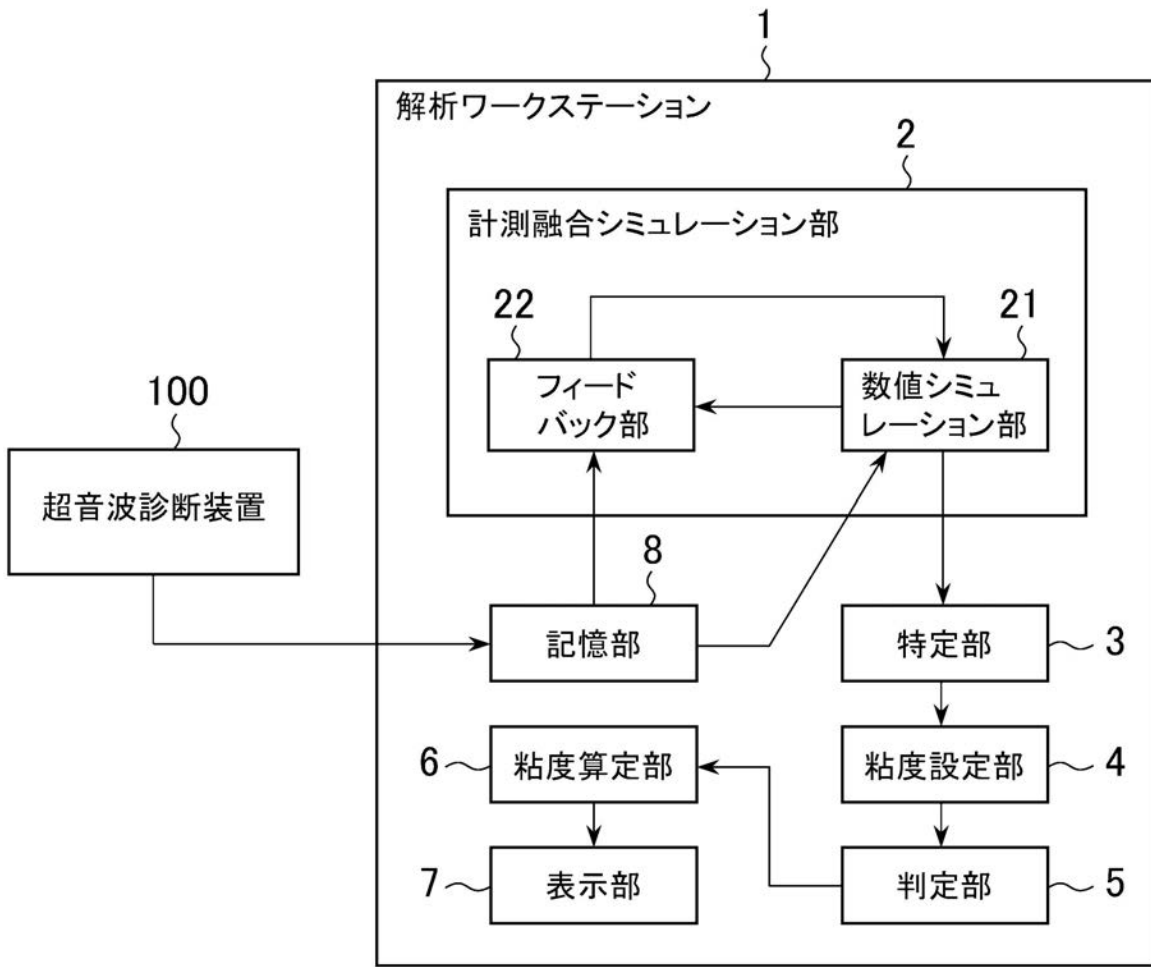 1
解析ワークステーション
2
計測融合シミュレーション部
22
21
フィード
バック部
数値シミュ
レーション部
100
超音波診断装置
8
記憶部
特定部
3
6
粘度算定部
粘度設定部
4
7
表示部
判定部
5